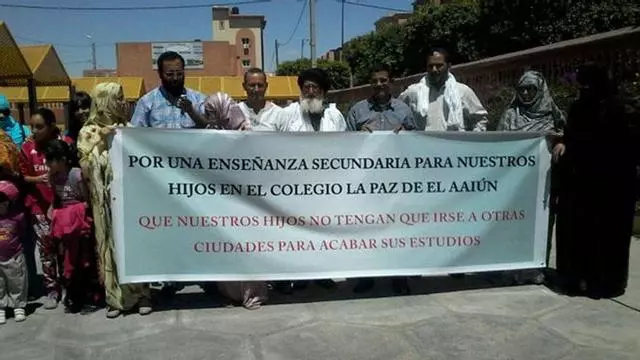 POR UNA ENSEÑANZA SECUNDARIA PARA NUESTROS
HIJOS EN EL COLEGIO LA PAZ DE EL AAIÚN
QUE NUESTROS HIJOS NO TENGAN QUE IRSE A OTRAS
CIUDADES PARA ACABAR SUS ESTUDIOS